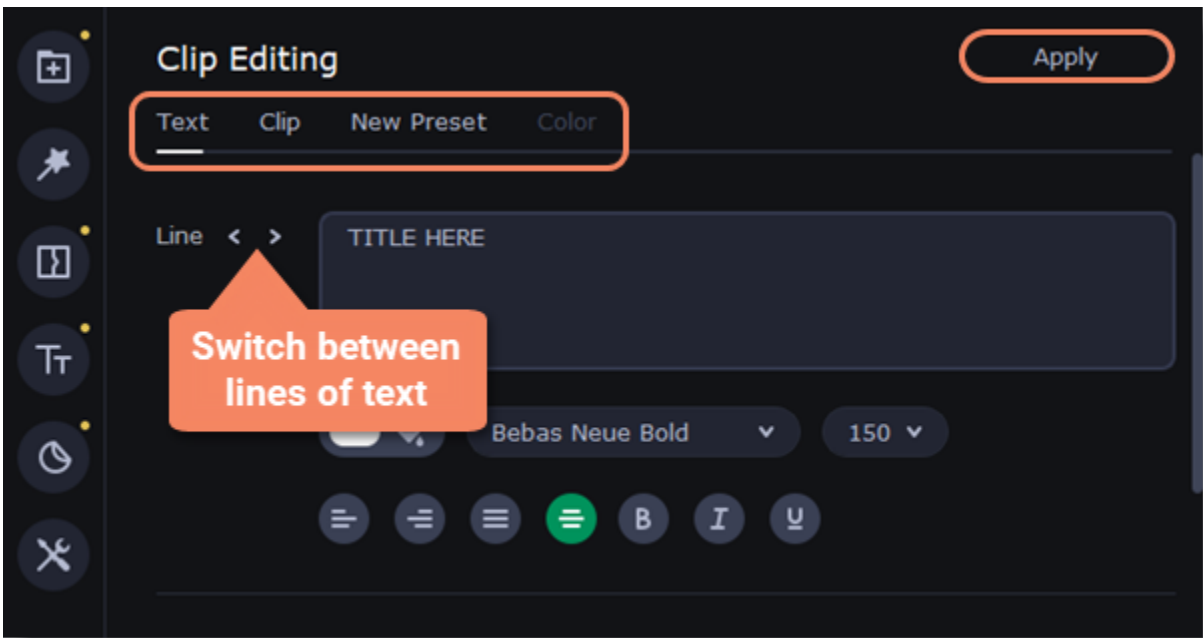 Clip Editing
Apply
Text Clip New Preset Color
Line < > TITLE HERE
Switch between
lines of text
Bebas Neue Bold 150
B I U